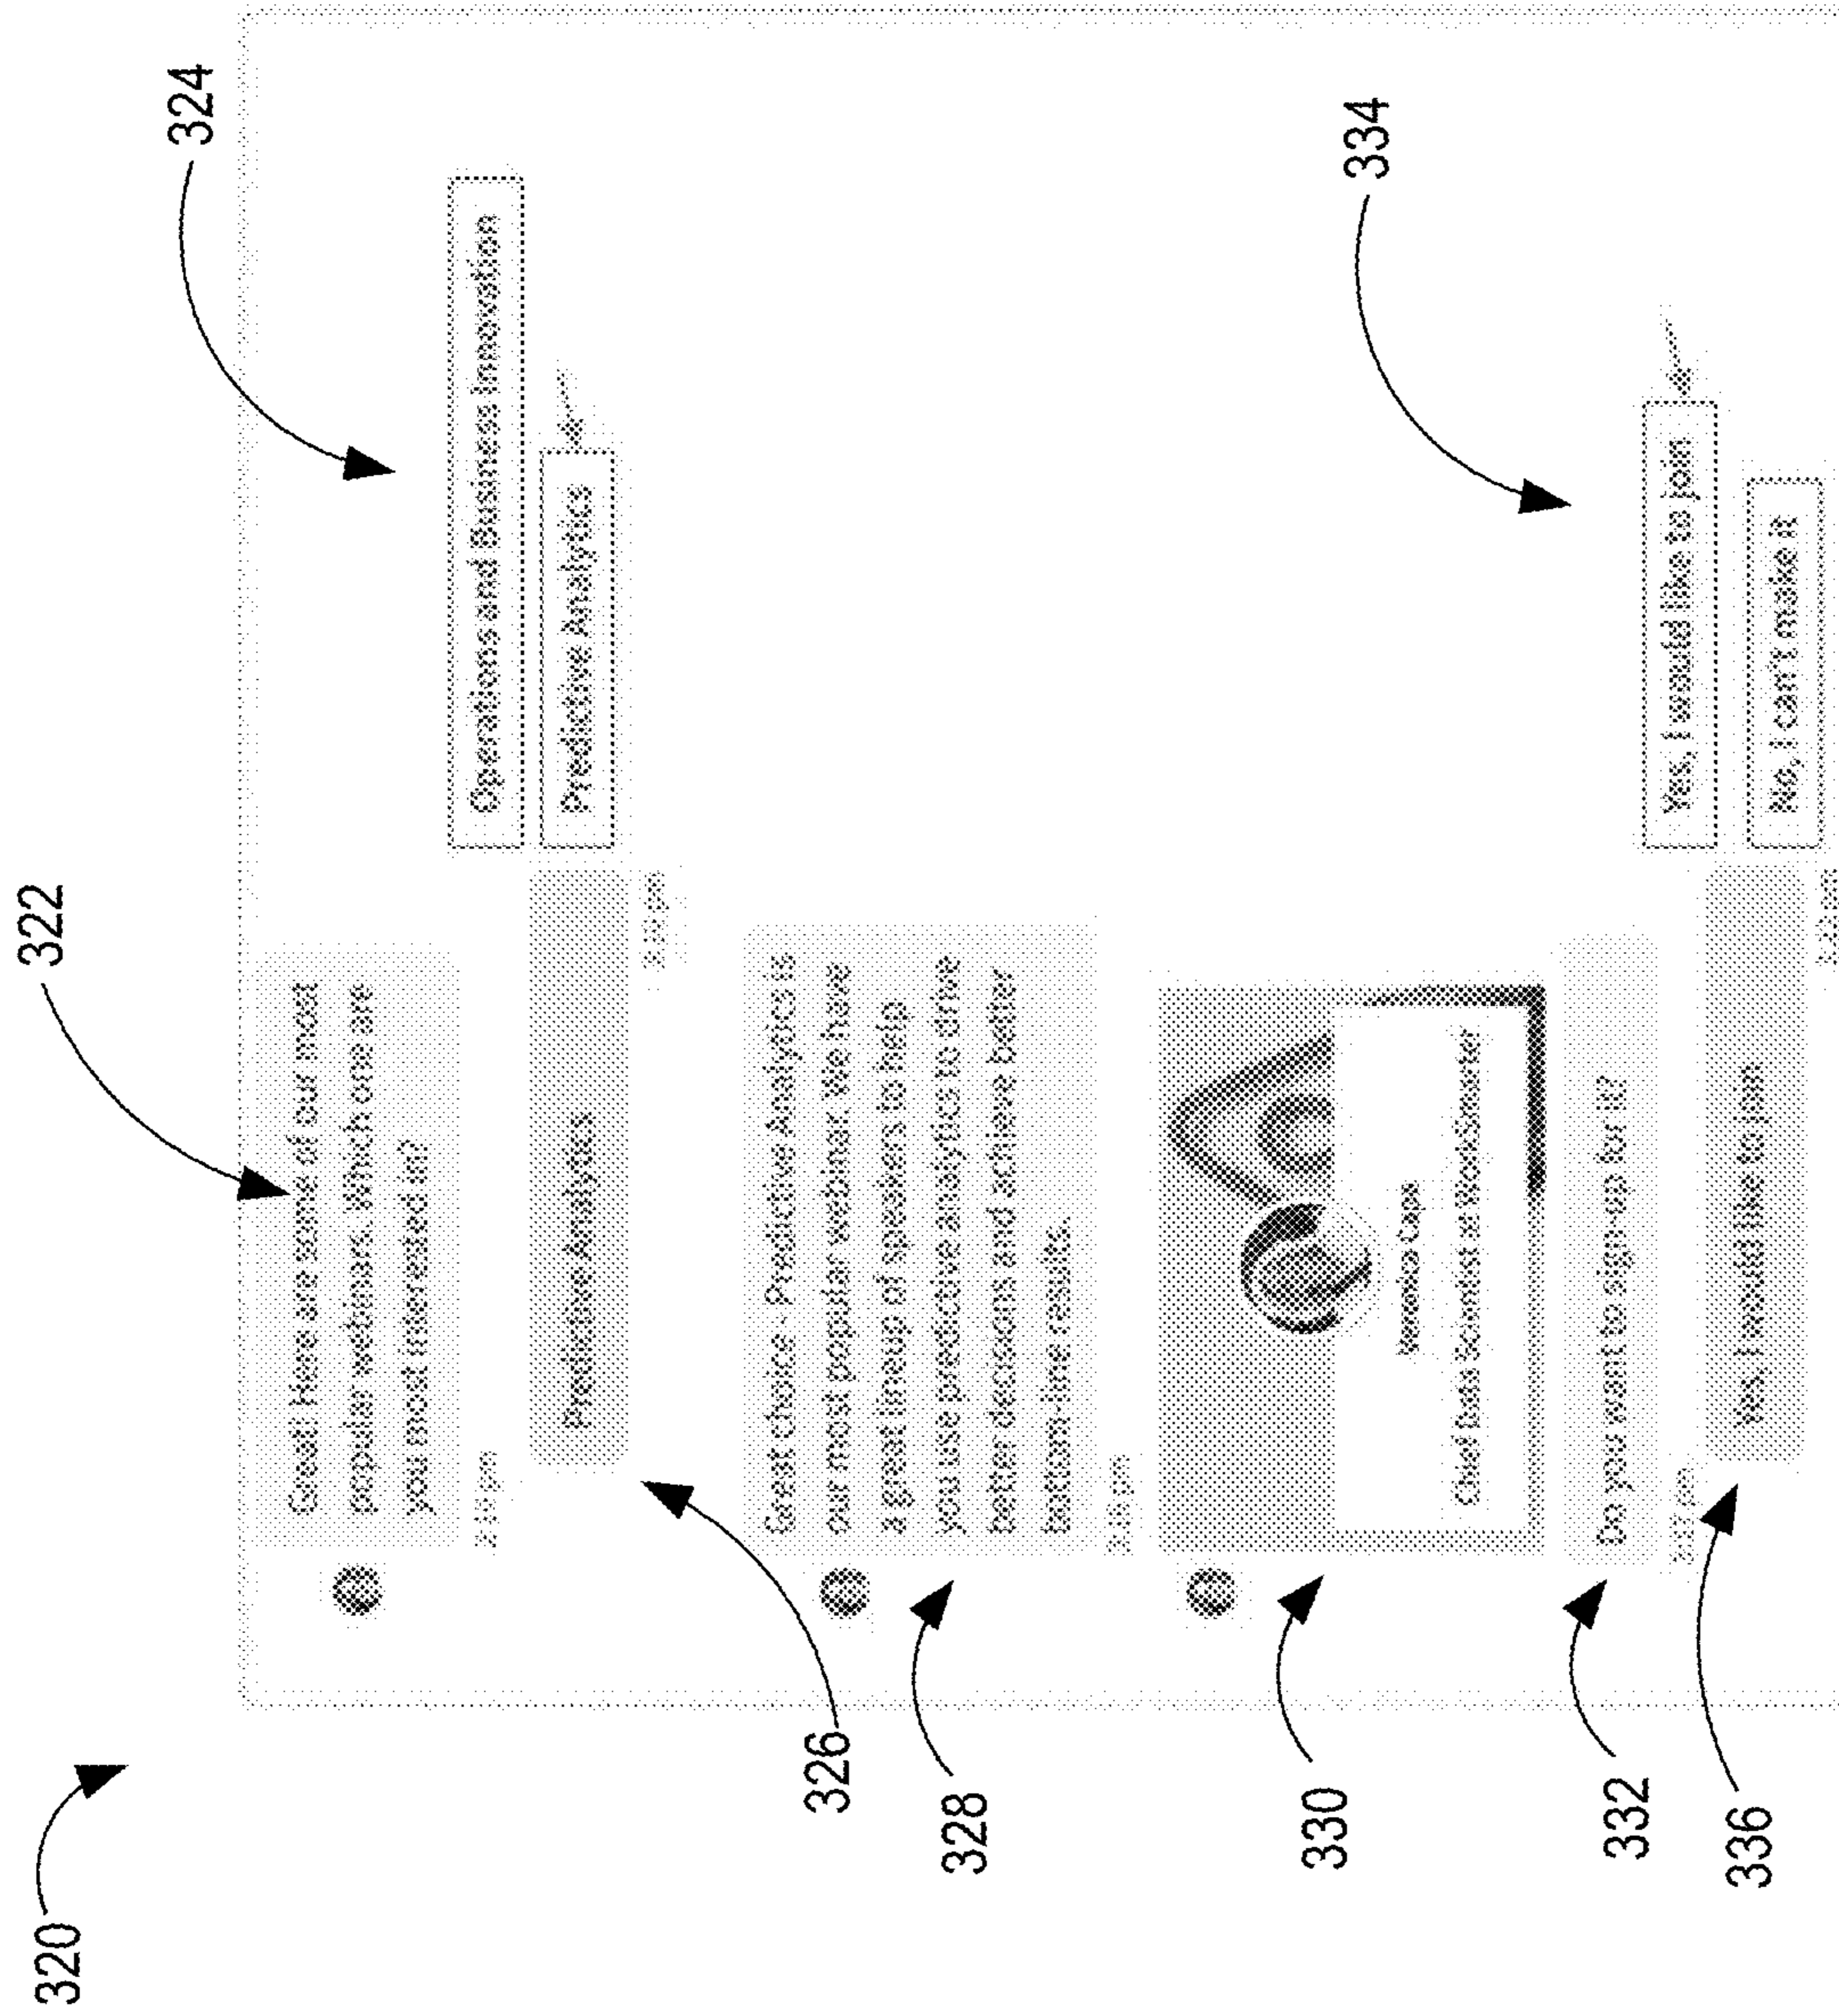 320
322
Great! Here are some of our most
popular webinars. Which one are
you most interested in?
324
Operations and Business Innovation
Predictive Analytics
326
Predictive Analytics
328
Great choice - Predictive Analytics is
our most popular webinar. We have
a great lineup of speakers to help
you use predictive analytics to drive
better decisions and achieve better
bottom-line results.
330
Veronica Caps
Chief Data Scientist at WorkSmarter
332
Do you want to sign-up for it?
334
Yes, I would like to join
No, I can't make it
336
Yes, I would like to join